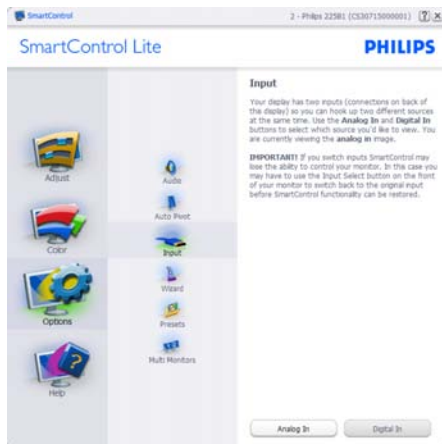 SmartControl
2 - Philips 225B1 (CS30715000001)
SmartControl Lite
PHILIPS
Adjust
Color
Options
Help
Audio
Auto Pivot
Input
Wizard
Presets
Multi Monitors
Input
Your display has two inputs (connections on back of
the display) so you can hook up two different sources
at the same time. Use the Analog In and Digital In
buttons to select which source you'd like to view. You
are currently viewing the analog in image.
IMPORTANT! If you switch inputs SmartControl may
lose the ability to control your monitor. In this case you
may have to use the Input Select button on the front
of your monitor to switch back to the original input
before SmartControl functionality can be restored.
Analog In
Digital In